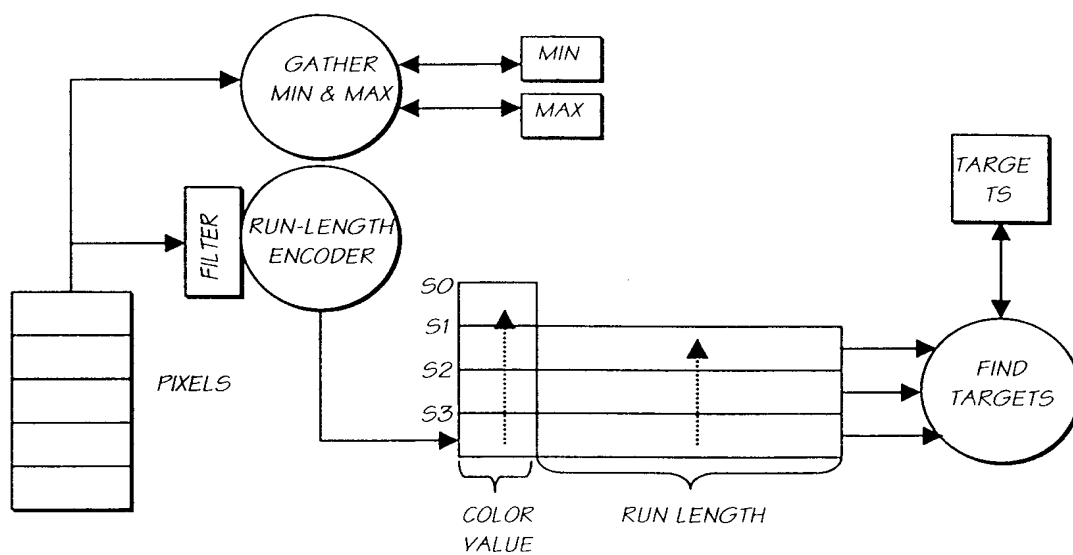 GATHER
MIN & MAX
MIN
MAX
TARGE
TS
FILTER
RUN-LENGTH
ENCODER
S0
S1
S2
S3
PIXELS
FIND
TARGETS
COLOR
VALUE
RUN LENGTH